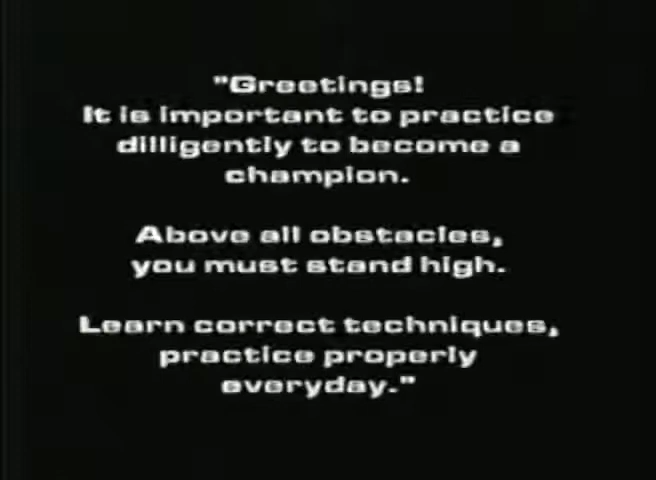 "Greetings!
It is important to practice
dilligently to become a
champion.
Above all obstacles,
you must stand high.
Learn correct techniques,
practice properly
everyday."